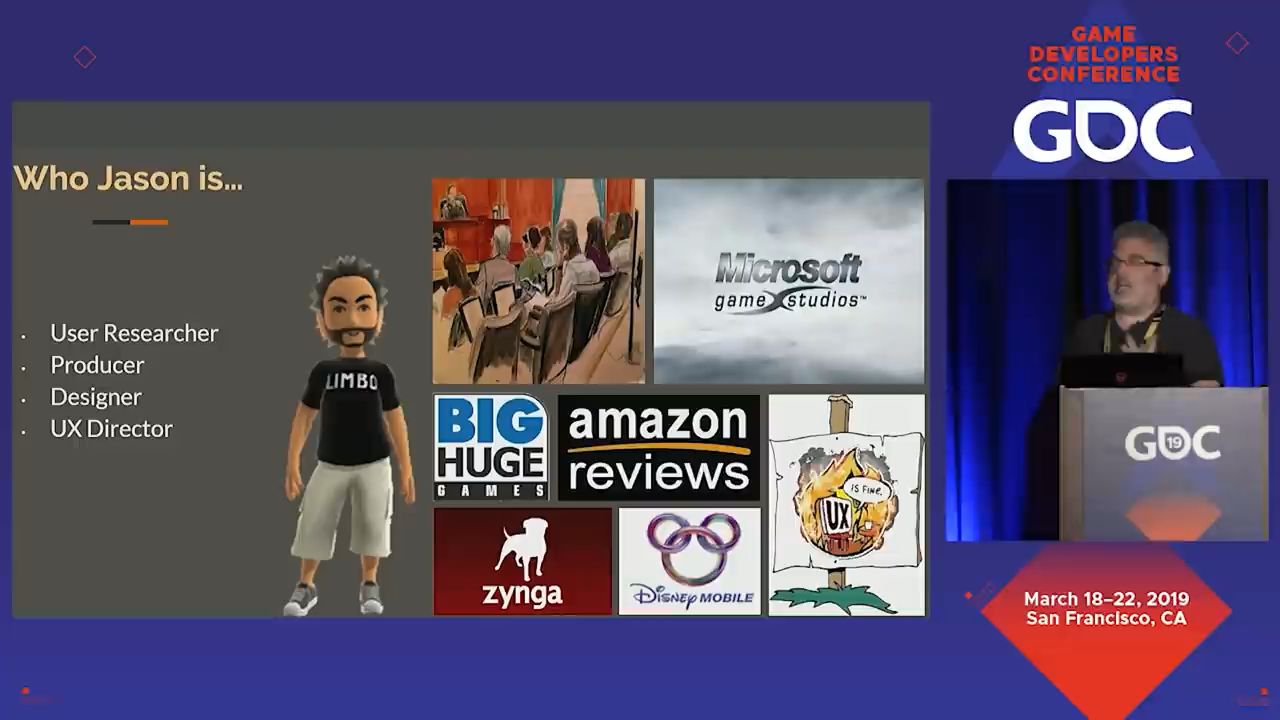 GAME
DEVELOPERS
CONFERENCE
GDC
Who Jason is...
User Researcher
Producer
Designer
UX Director
LIMBO
Microsoft
game studios™
BIG
HUGE
GAMES
amazon
reviews
IS FINE.
UX
zynga
Disney MOBILE
GDC
19
March 18–22, 2019
San Francisco, CA